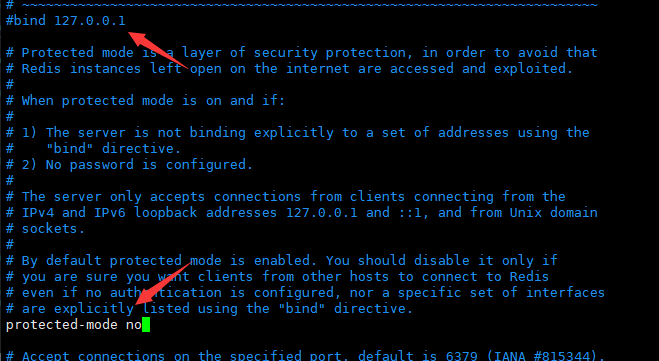 # ~~~~~~~~~~~~~~~~~~~~~~~~~~~~~~~~~~~~~~~~~~~~~~~~~~~~~~~~~~~~~~~~~~~~~~~~
#bind 127.0.0.1
# Protected mode is a layer of security protection, in order to avoid that
# Redis instances left open on the internet are accessed and exploited.
#
# When protected mode is on and if:
#
# 1) The server is not binding explicitly to a set of addresses using the
#    "bind" directive.
# 2) No password is configured.
#
# The server only accepts connections from clients connecting from the
# IPv4 and IPv6 loopback addresses 127.0.0.1 and ::1, and from Unix domain
# sockets.
#
# By default protected mode is enabled. You should disable it only if
# you are sure you want clients from other hosts to connect to Redis
# even if no authentication is configured, nor a specific set of interfaces
# are explicitly listed using the "bind" directive.
protected-mode no
# Accept connections on the specified port, default is 6379 (IANA #815344).